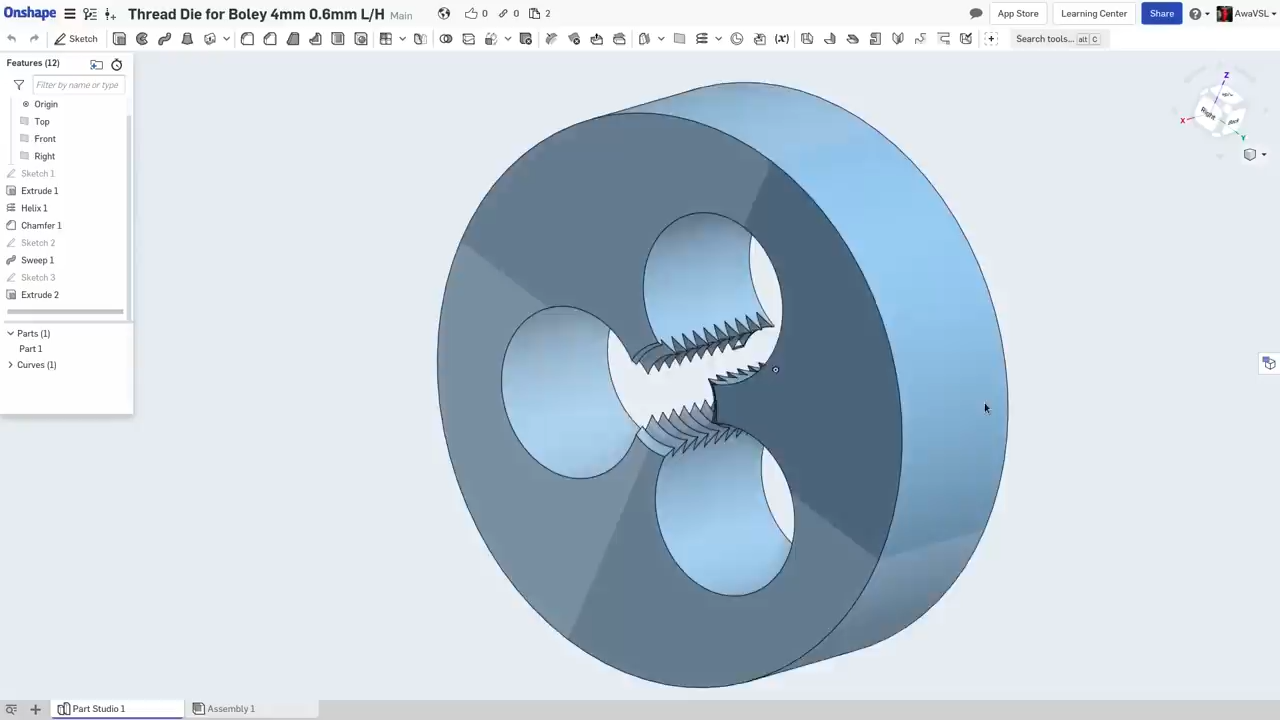 Onshape Thread Die for Boley 4mm 0.6mm L/H Main 0 0 2 App Store Learning Center Share AwaVSL
Sketch Search tools... alt C
Features (12)
Filter by name or type
Origin
Top
Front
Right
Sketch 1
Extrude 1
Helix 1
Chamfer 1
Sketch 2
Sweep 1
Sketch 3
Extrude 2
Parts (1)
Part 1
Curves (1)
Z
Right
X
Y
Part Studio 1 Assembly 1